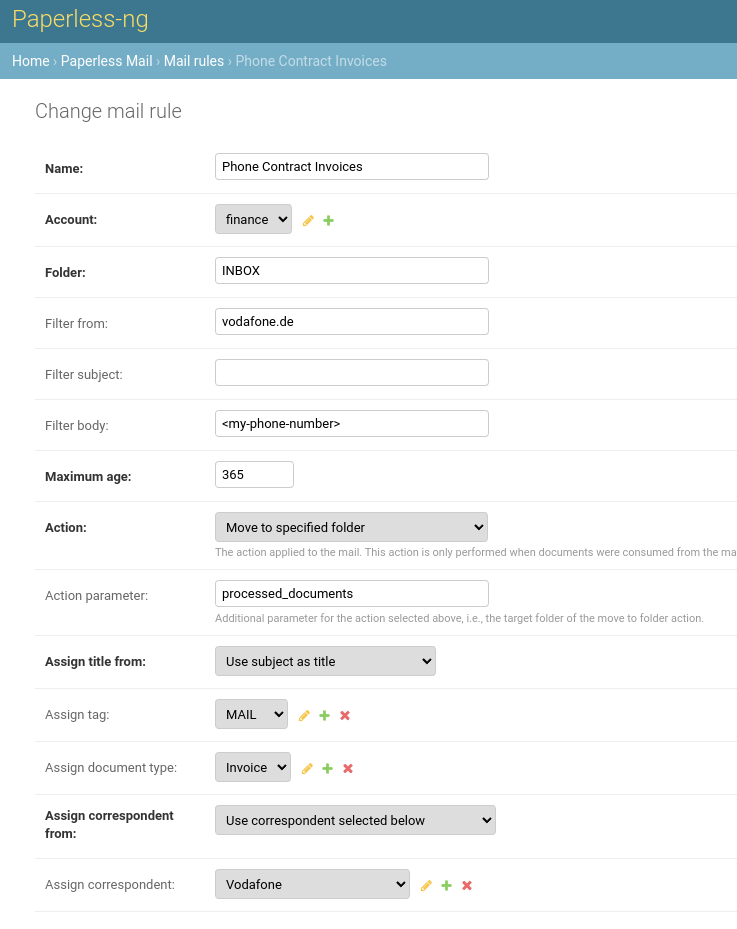 Paperless-ng
Home › Paperless Mail › Mail rules › Phone Contract Invoices
Change mail rule
Name: Phone Contract Invoices
Account: finance
Folder: INBOX
Filter from: vodafone.de
Filter subject:
Filter body: <my-phone-number>
Maximum age: 365
Action: Move to specified folder
The action applied to the mail. This action is only performed when documents were consumed from the ma
Action parameter: processed_documents
Additional parameter for the action selected above, i.e., the target folder of the move to folder action.
Assign title from: Use subject as title
Assign tag: MAIL
Assign document type: Invoice
Assign correspondent
from: Use correspondent selected below
Assign correspondent: Vodafone